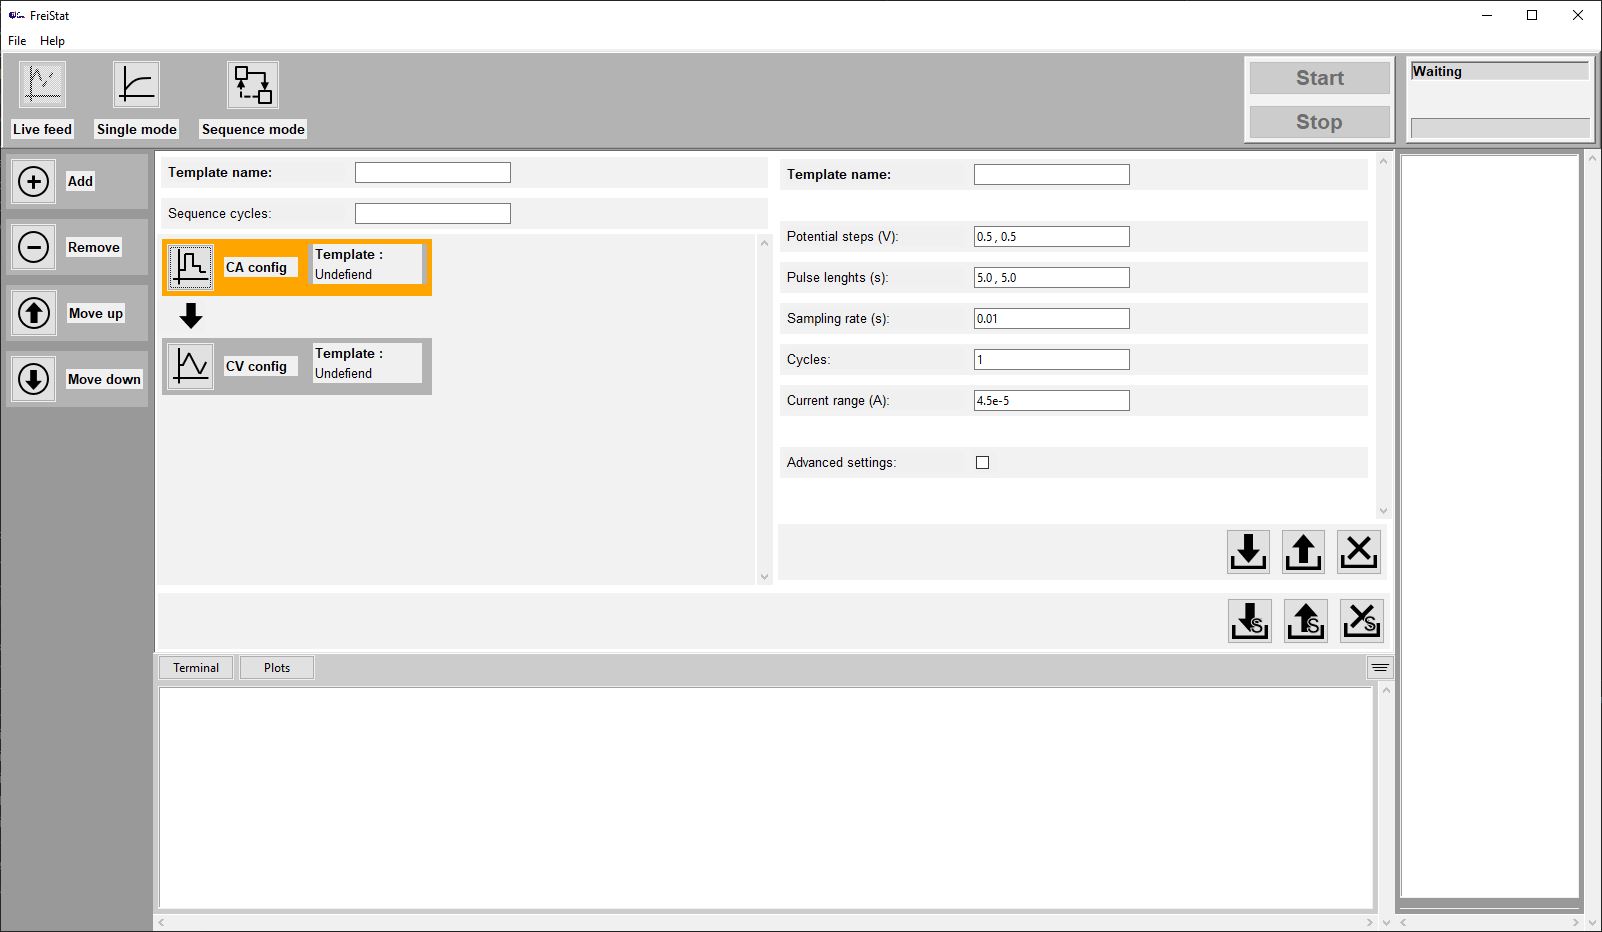 FreiStat
File Help
Live feed
Single mode
Sequence mode
Start
Stop
Waiting
Add
Remove
Move up
Move down
Template name:
Sequence cycles:
CA config
Template :
Undefiend
CV config
Template :
Undefiend
Template name:
Potential steps (V): 0.5 , 0.5
Pulse lenghts (s): 5.0 , 5.0
Sampling rate (s): 0.01
Cycles: 1
Current range (A): 4.5e-5
Advanced settings:
S S S
Terminal Plots